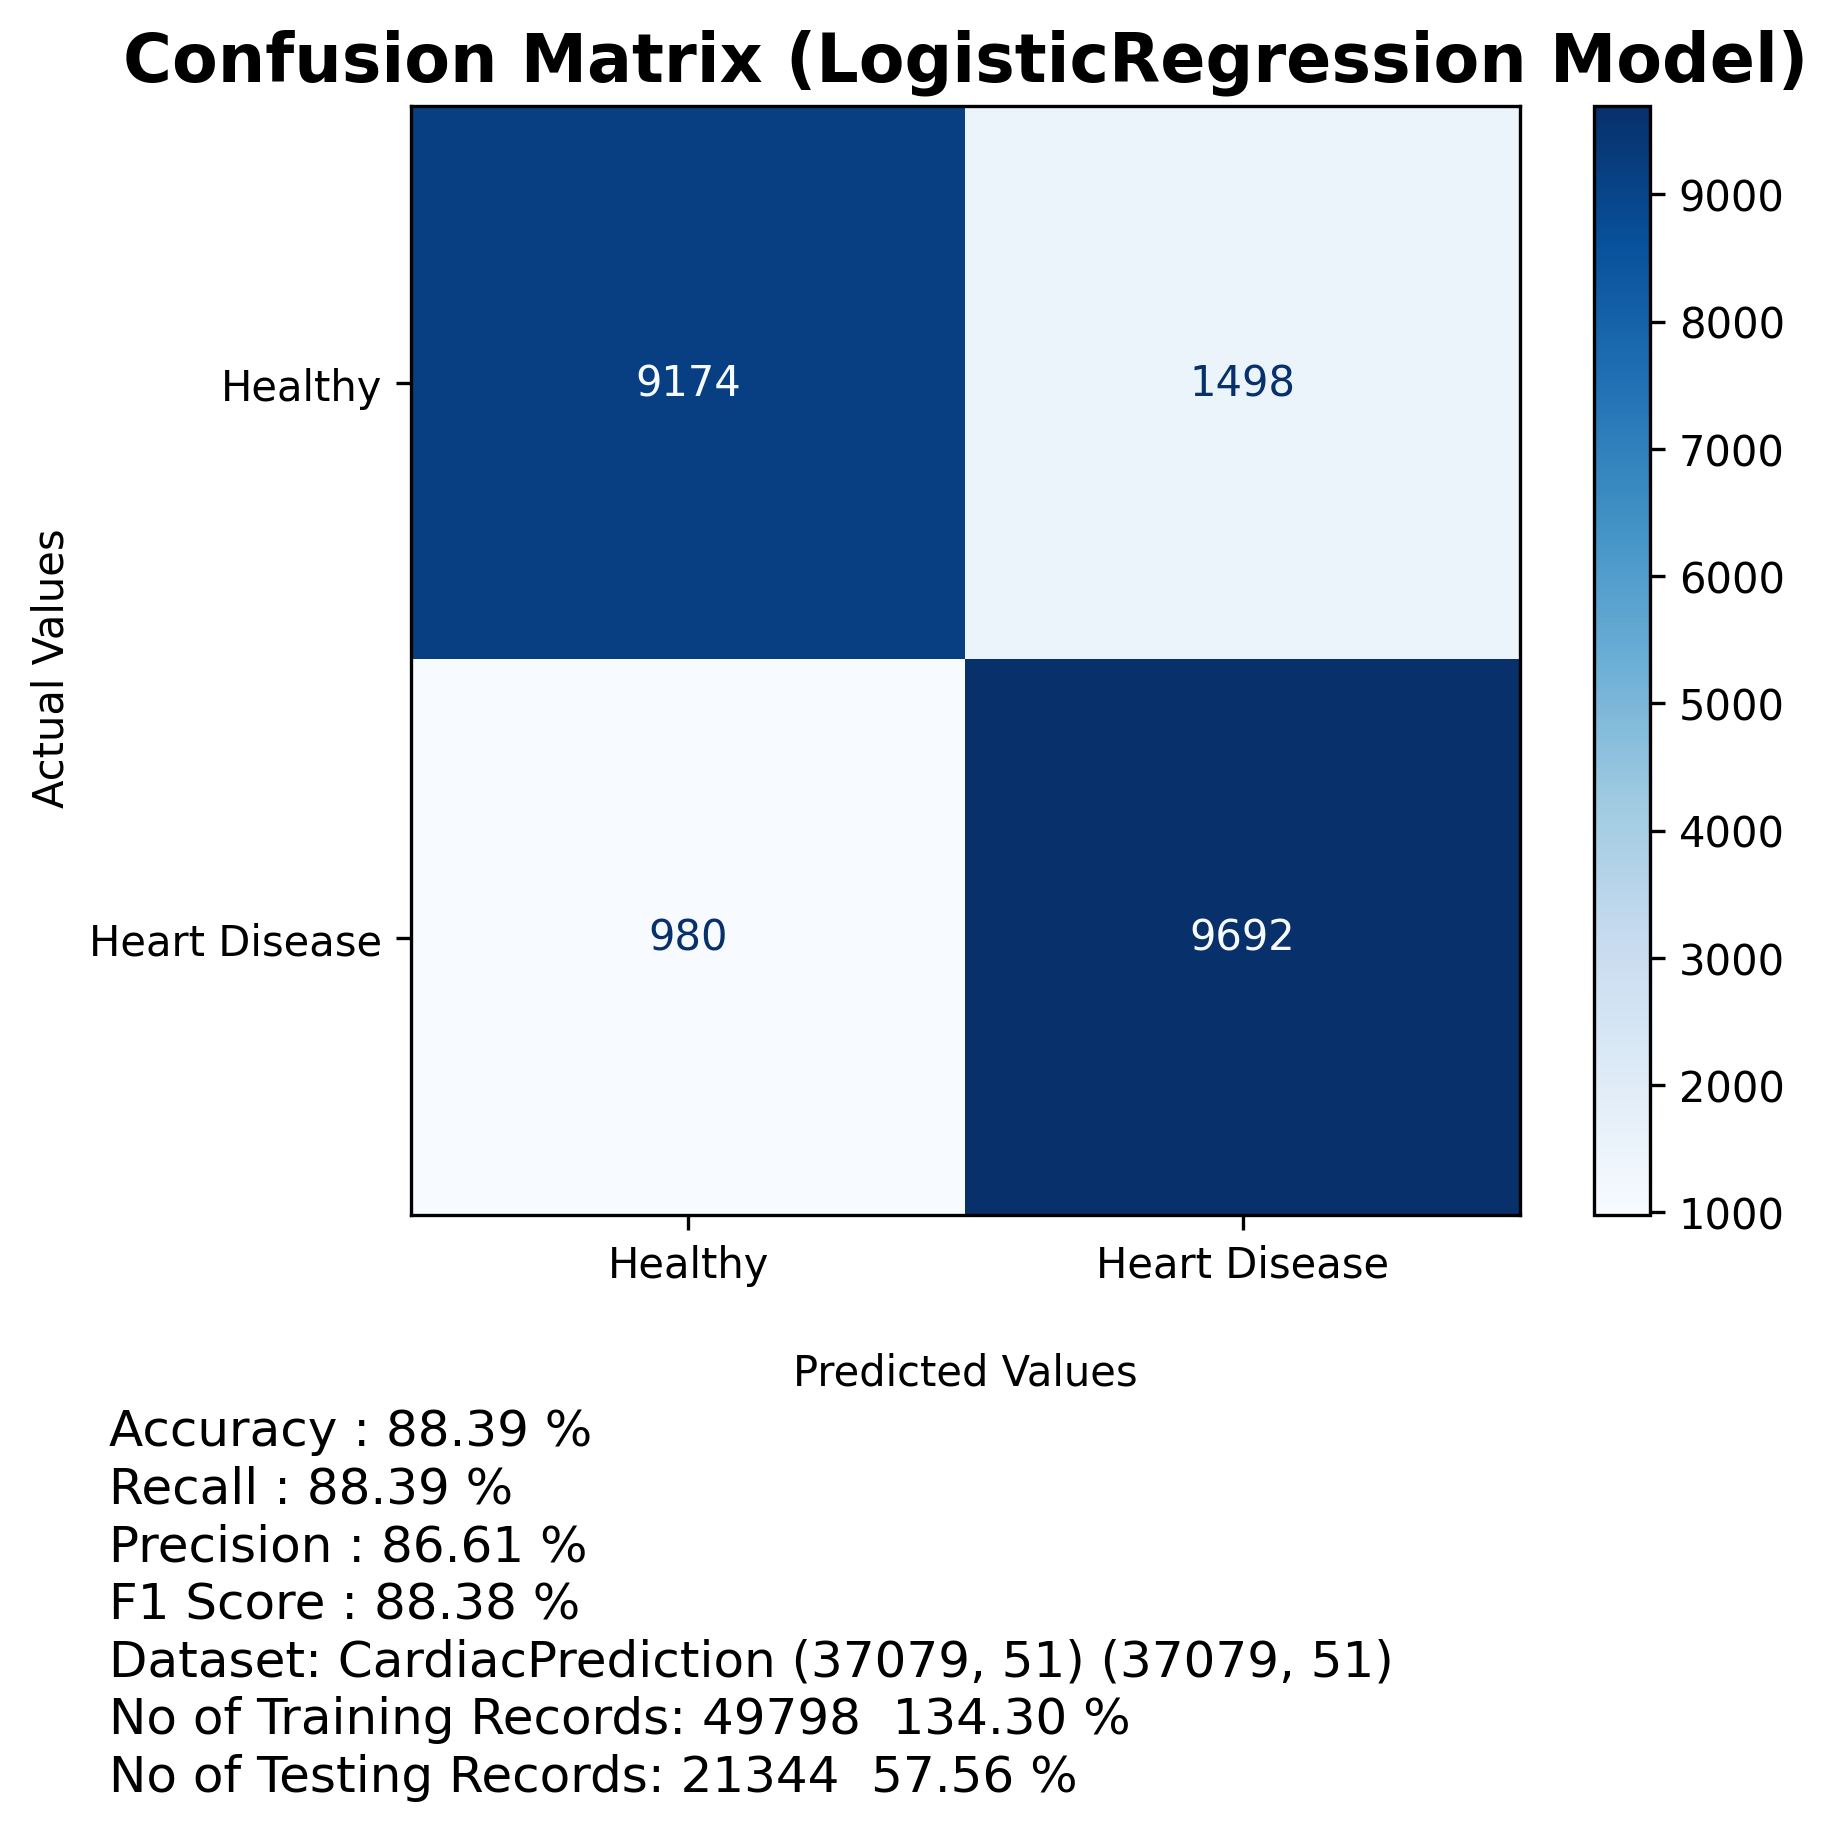 Confusion Matrix (LogisticRegression Model)
Actual Values
Healthy
9174
1498
Heart Disease
980
9692
Healthy
Heart Disease
Predicted Values
9000
8000
7000
6000
5000
4000
3000
2000
1000
Accuracy : 88.39 %
Recall : 88.39 %
Precision : 86.61 %
F1 Score : 88.38 %
Dataset: CardiacPrediction (37079, 51) (37079, 51)
No of Training Records: 49798  134.30 %
No of Testing Records: 21344  57.56 %